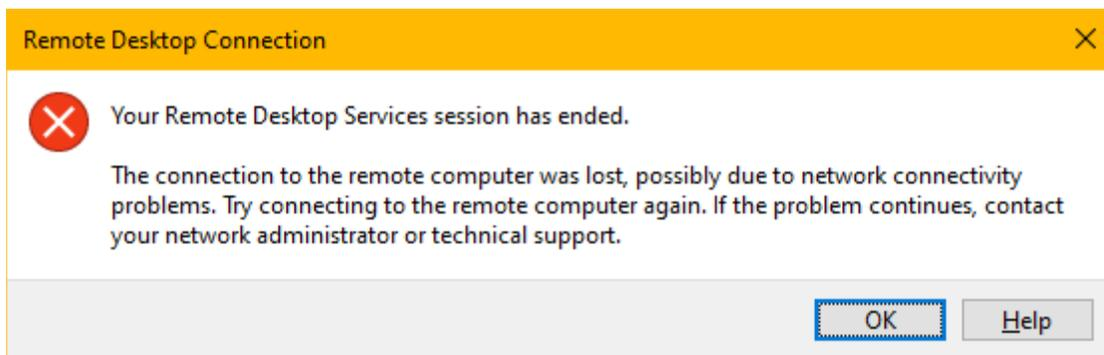 Remote Desktop Connection
Your Remote Desktop Services session has ended.
The connection to the remote computer was lost, possibly due to network connectivity
problems. Try connecting to the remote computer again. If the problem continues, contact
your network administrator or technical support.
OK
Help